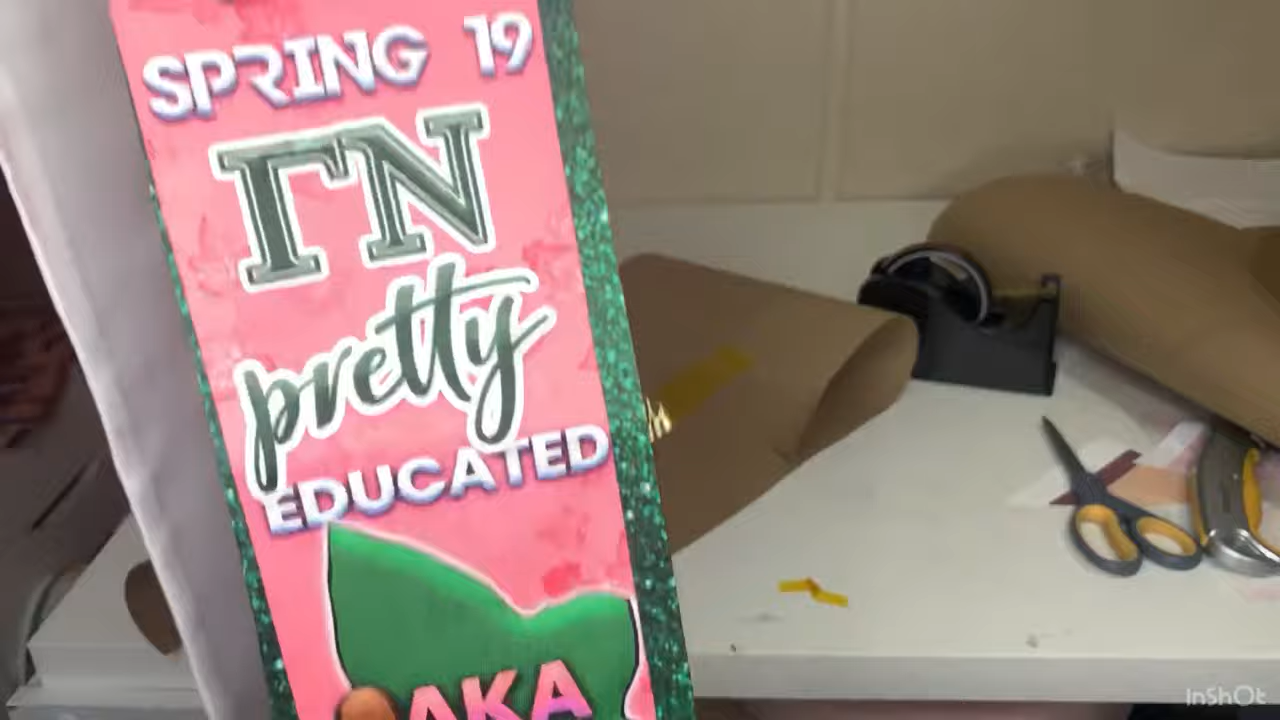 SPRING 19
ΓΝ
pretty
EDUCATED
AKA
InShOt